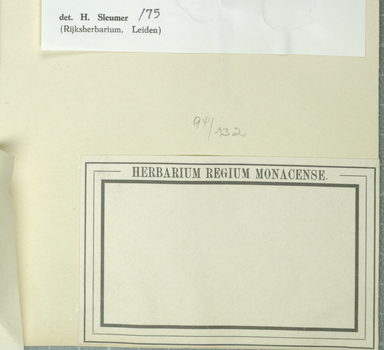 det. H. Sleumer /75
(Rijksherbarium, Leiden)
94/132
HERBARIUM REGIUM MONACENSE.